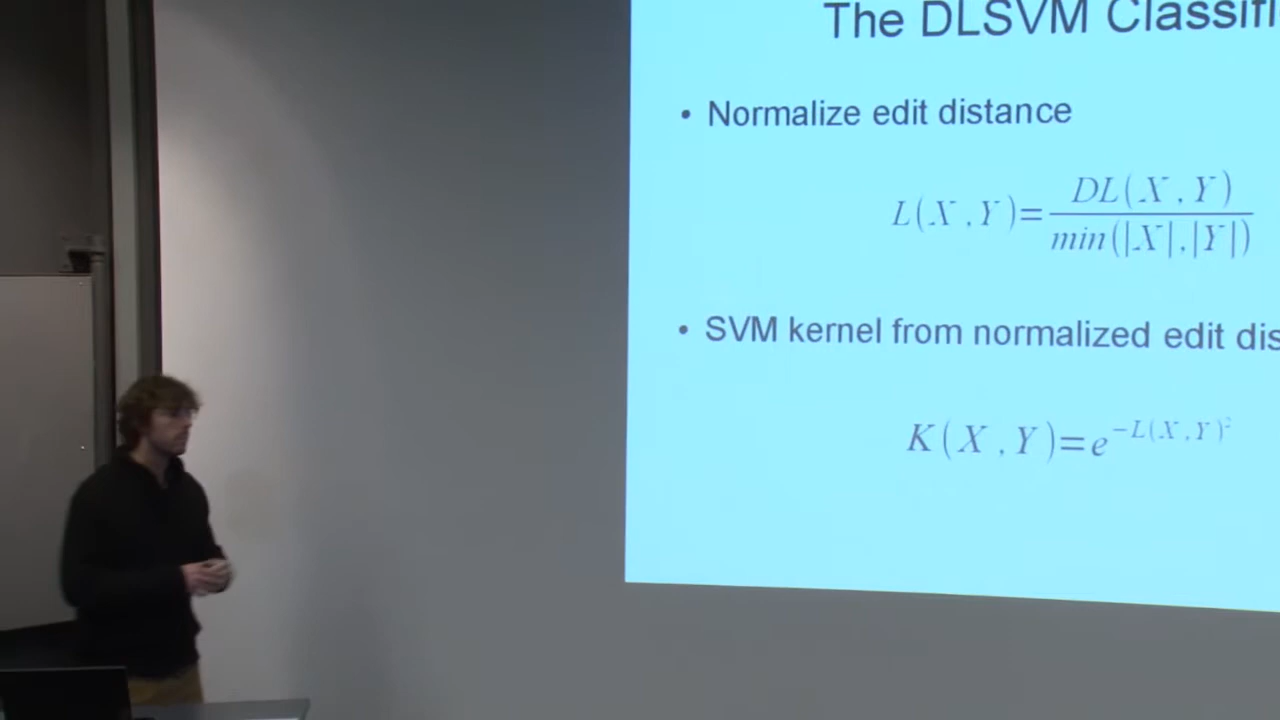 The DLSVM Classifi
• Normalize edit distance
L(X,Y)=DL(X,Y)/min(|X|,|Y|)
• SVM kernel from normalized edit dis
K(X,Y)=e^{-L(X,Y)^2}